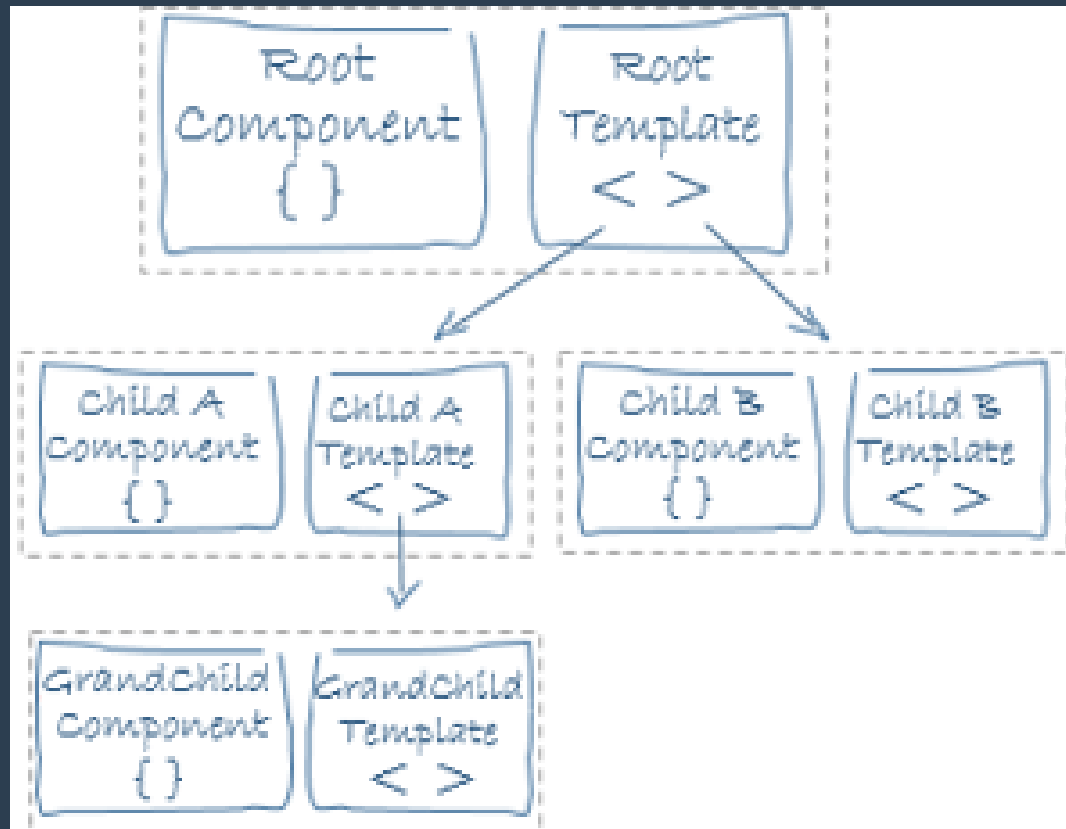 Root
Component
{ }
Root
Template
< >
Child A
Component
{ }
Child A
Template
< >
Child B
Component
{ }
Child B
Template
< >
GrandChild
Component
{ }
GrandChild
Template
< >